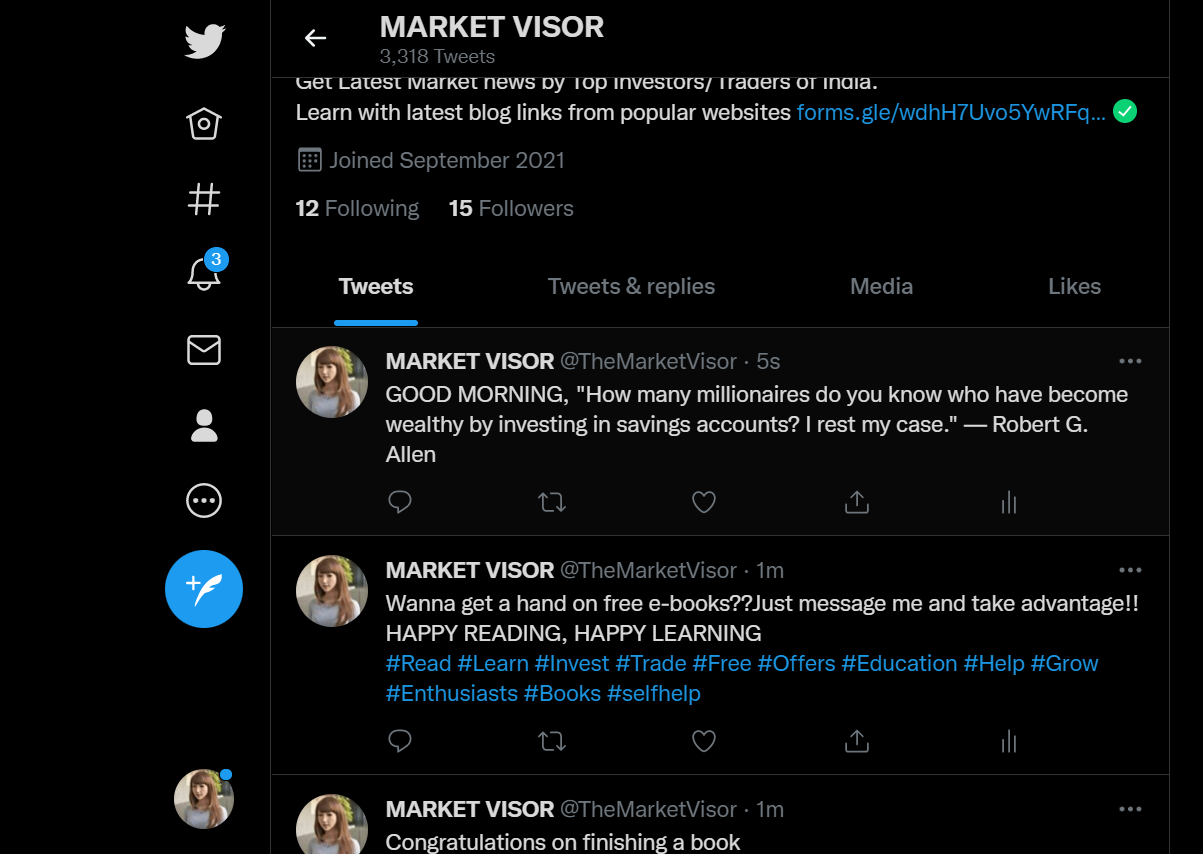 MARKET VISOR
3,318 Tweets
Get Latest Market news by Top Investors/Traders of India.
Learn with latest blog links from popular websites forms.gle/wdhH7Uvo5YwRFq...
Joined September 2021
12 Following 15 Followers
Tweets Tweets & replies Media Likes
3
MARKET VISOR @TheMarketVisor · 5s
GOOD MORNING, "How many millionaires do you know who have become
wealthy by investing in savings accounts? I rest my case." — Robert G.
Allen
MARKET VISOR @TheMarketVisor · 1m
Wanna get a hand on free e-books??Just message me and take advantage!!
HAPPY READING, HAPPY LEARNING
#Read #Learn #Invest #Trade #Free #Offers #Education #Help #Grow
#Enthusiasts #Books #selfhelp
MARKET VISOR @TheMarketVisor · 1m
Congratulations on finishing a book